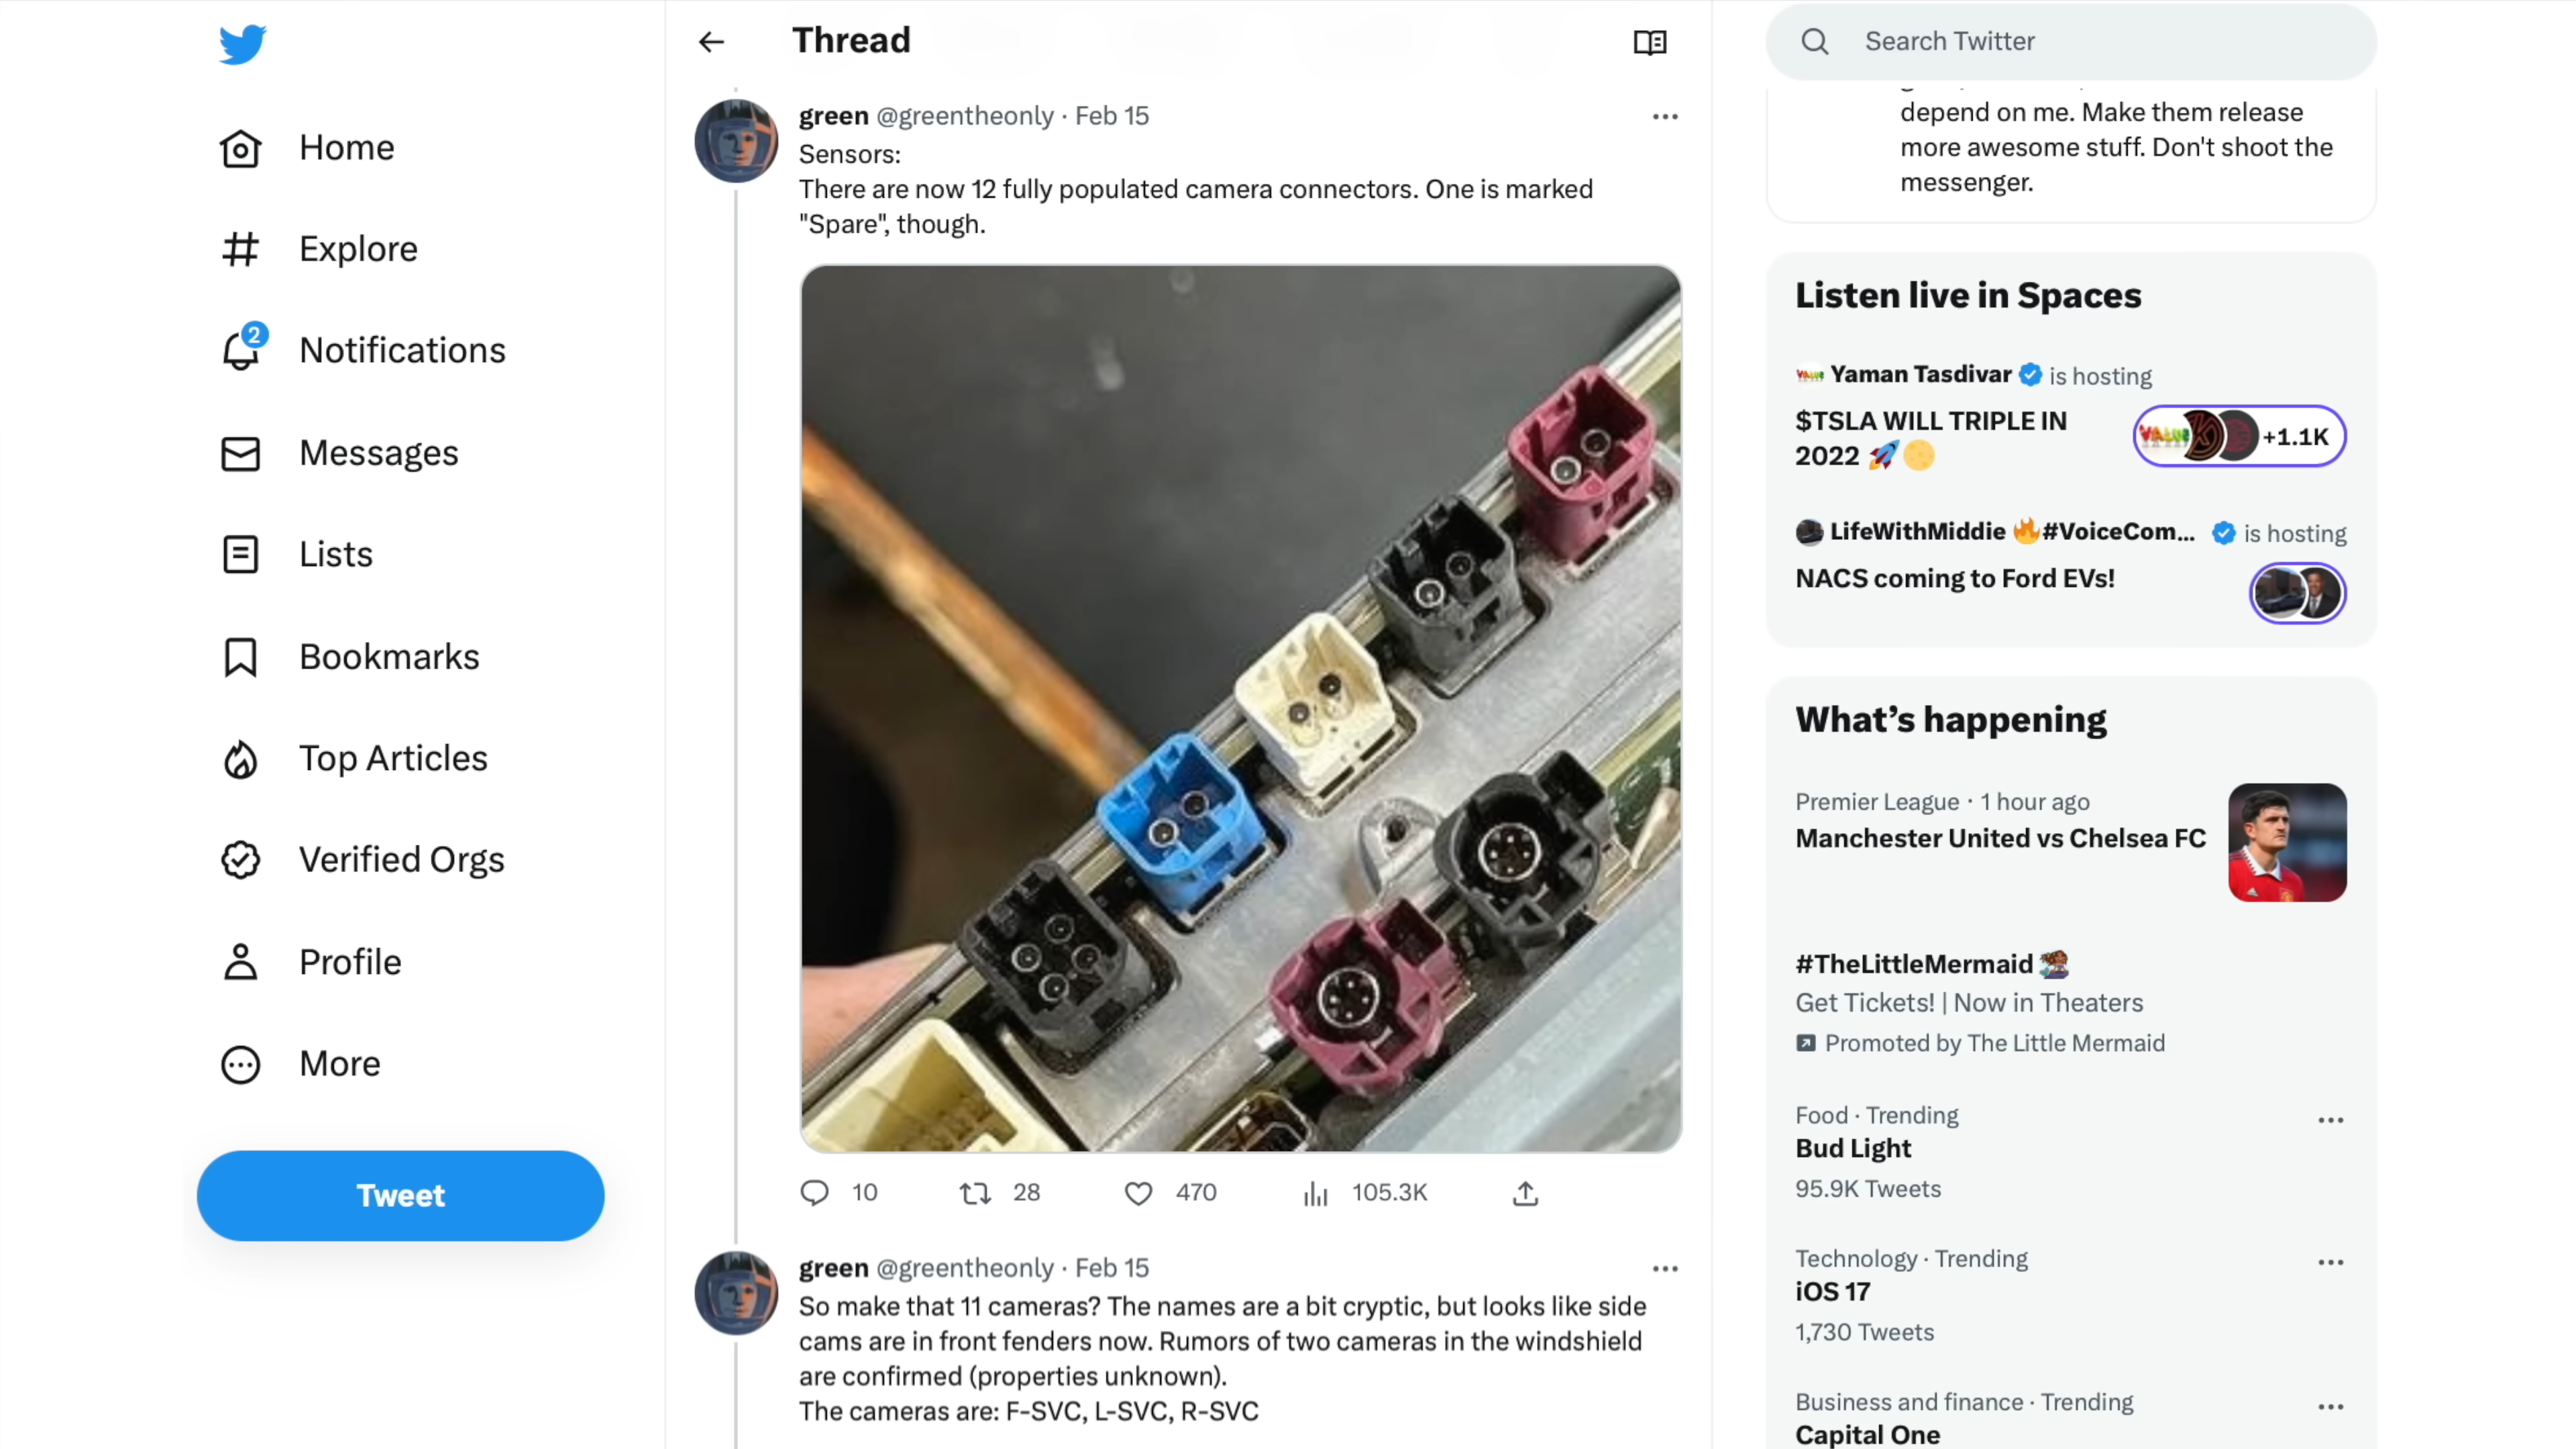 Thread
Home
Explore
2
Notifications
Messages
Lists
Bookmarks
Top Articles
Verified Orgs
Profile
More
Tweet
green @greentheonly · Feb 15
Sensors:
There are now 12 fully populated camera connectors. One is marked
"Spare", though.
10 28 470 105.3K
green @greentheonly · Feb 15
So make that 11 cameras? The names are a bit cryptic, but looks like side
cams are in front fenders now. Rumors of two cameras in the windshield
are confirmed (properties unknown).
The cameras are: F-SVC, L-SVC, R-SVC
Search Twitter
depend on me. Make them release
more awesome stuff. Don't shoot the
messenger.
Listen live in Spaces
Yaman Tasdivar is hosting
$TSLA WILL TRIPLE IN
2022 🚀🌕
VALUE +1.1K
LifeWithMiddie 🔥#VoiceCom... is hosting
NACS coming to Ford EVs!
What’s happening
Premier League · 1 hour ago
Manchester United vs Chelsea FC
#TheLittleMermaid
Get Tickets! | Now in Theaters
Promoted by The Little Mermaid
Food · Trending
Bud Light
95.9K Tweets
Technology · Trending
iOS 17
1,730 Tweets
Business and finance · Trending
Capital One